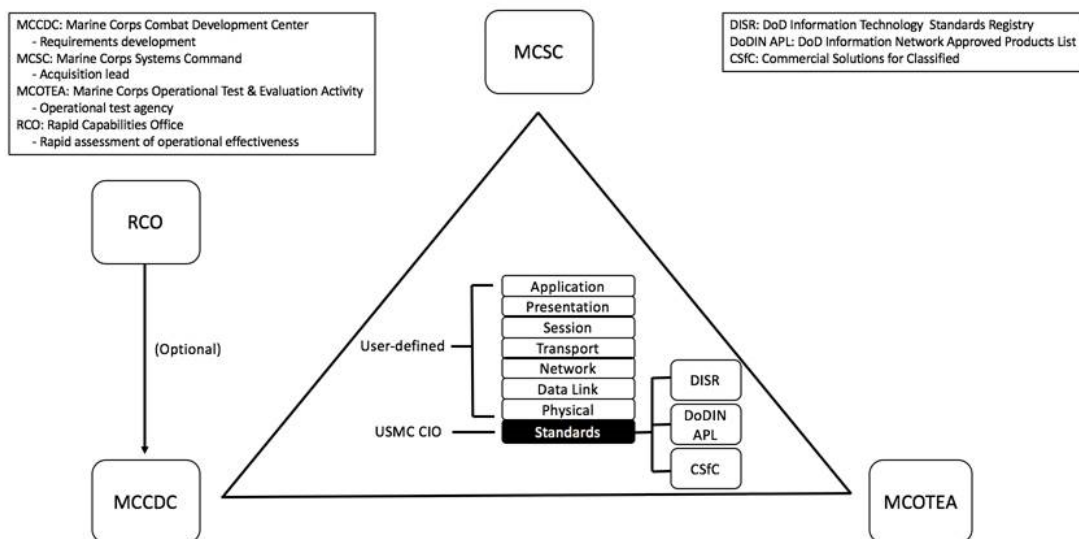 MCCDC: Marine Corps Combat Development Center
- Requirements development
MCSC: Marine Corps Systems Command
- Acquisition lead
MCOTEA: Marine Corps Operational Test & Evaluation Activity
- Operational test agency
RCO: Rapid Capabilities Office
- Rapid assessment of operational effectiveness
MCSC
DISR: DoD Information Technology Standards Registry
DoDIN APL: DoD Information Network Approved Products List
CSfC: Commercial Solutions for Classified
RCO
(Optional)
MCCDC
User-defined
USMC CIO
Application
Presentation
Session
Transport
Network
Data Link
Physical
Standards
DISR
DoDIN
APL
CSfC
MCOTEA